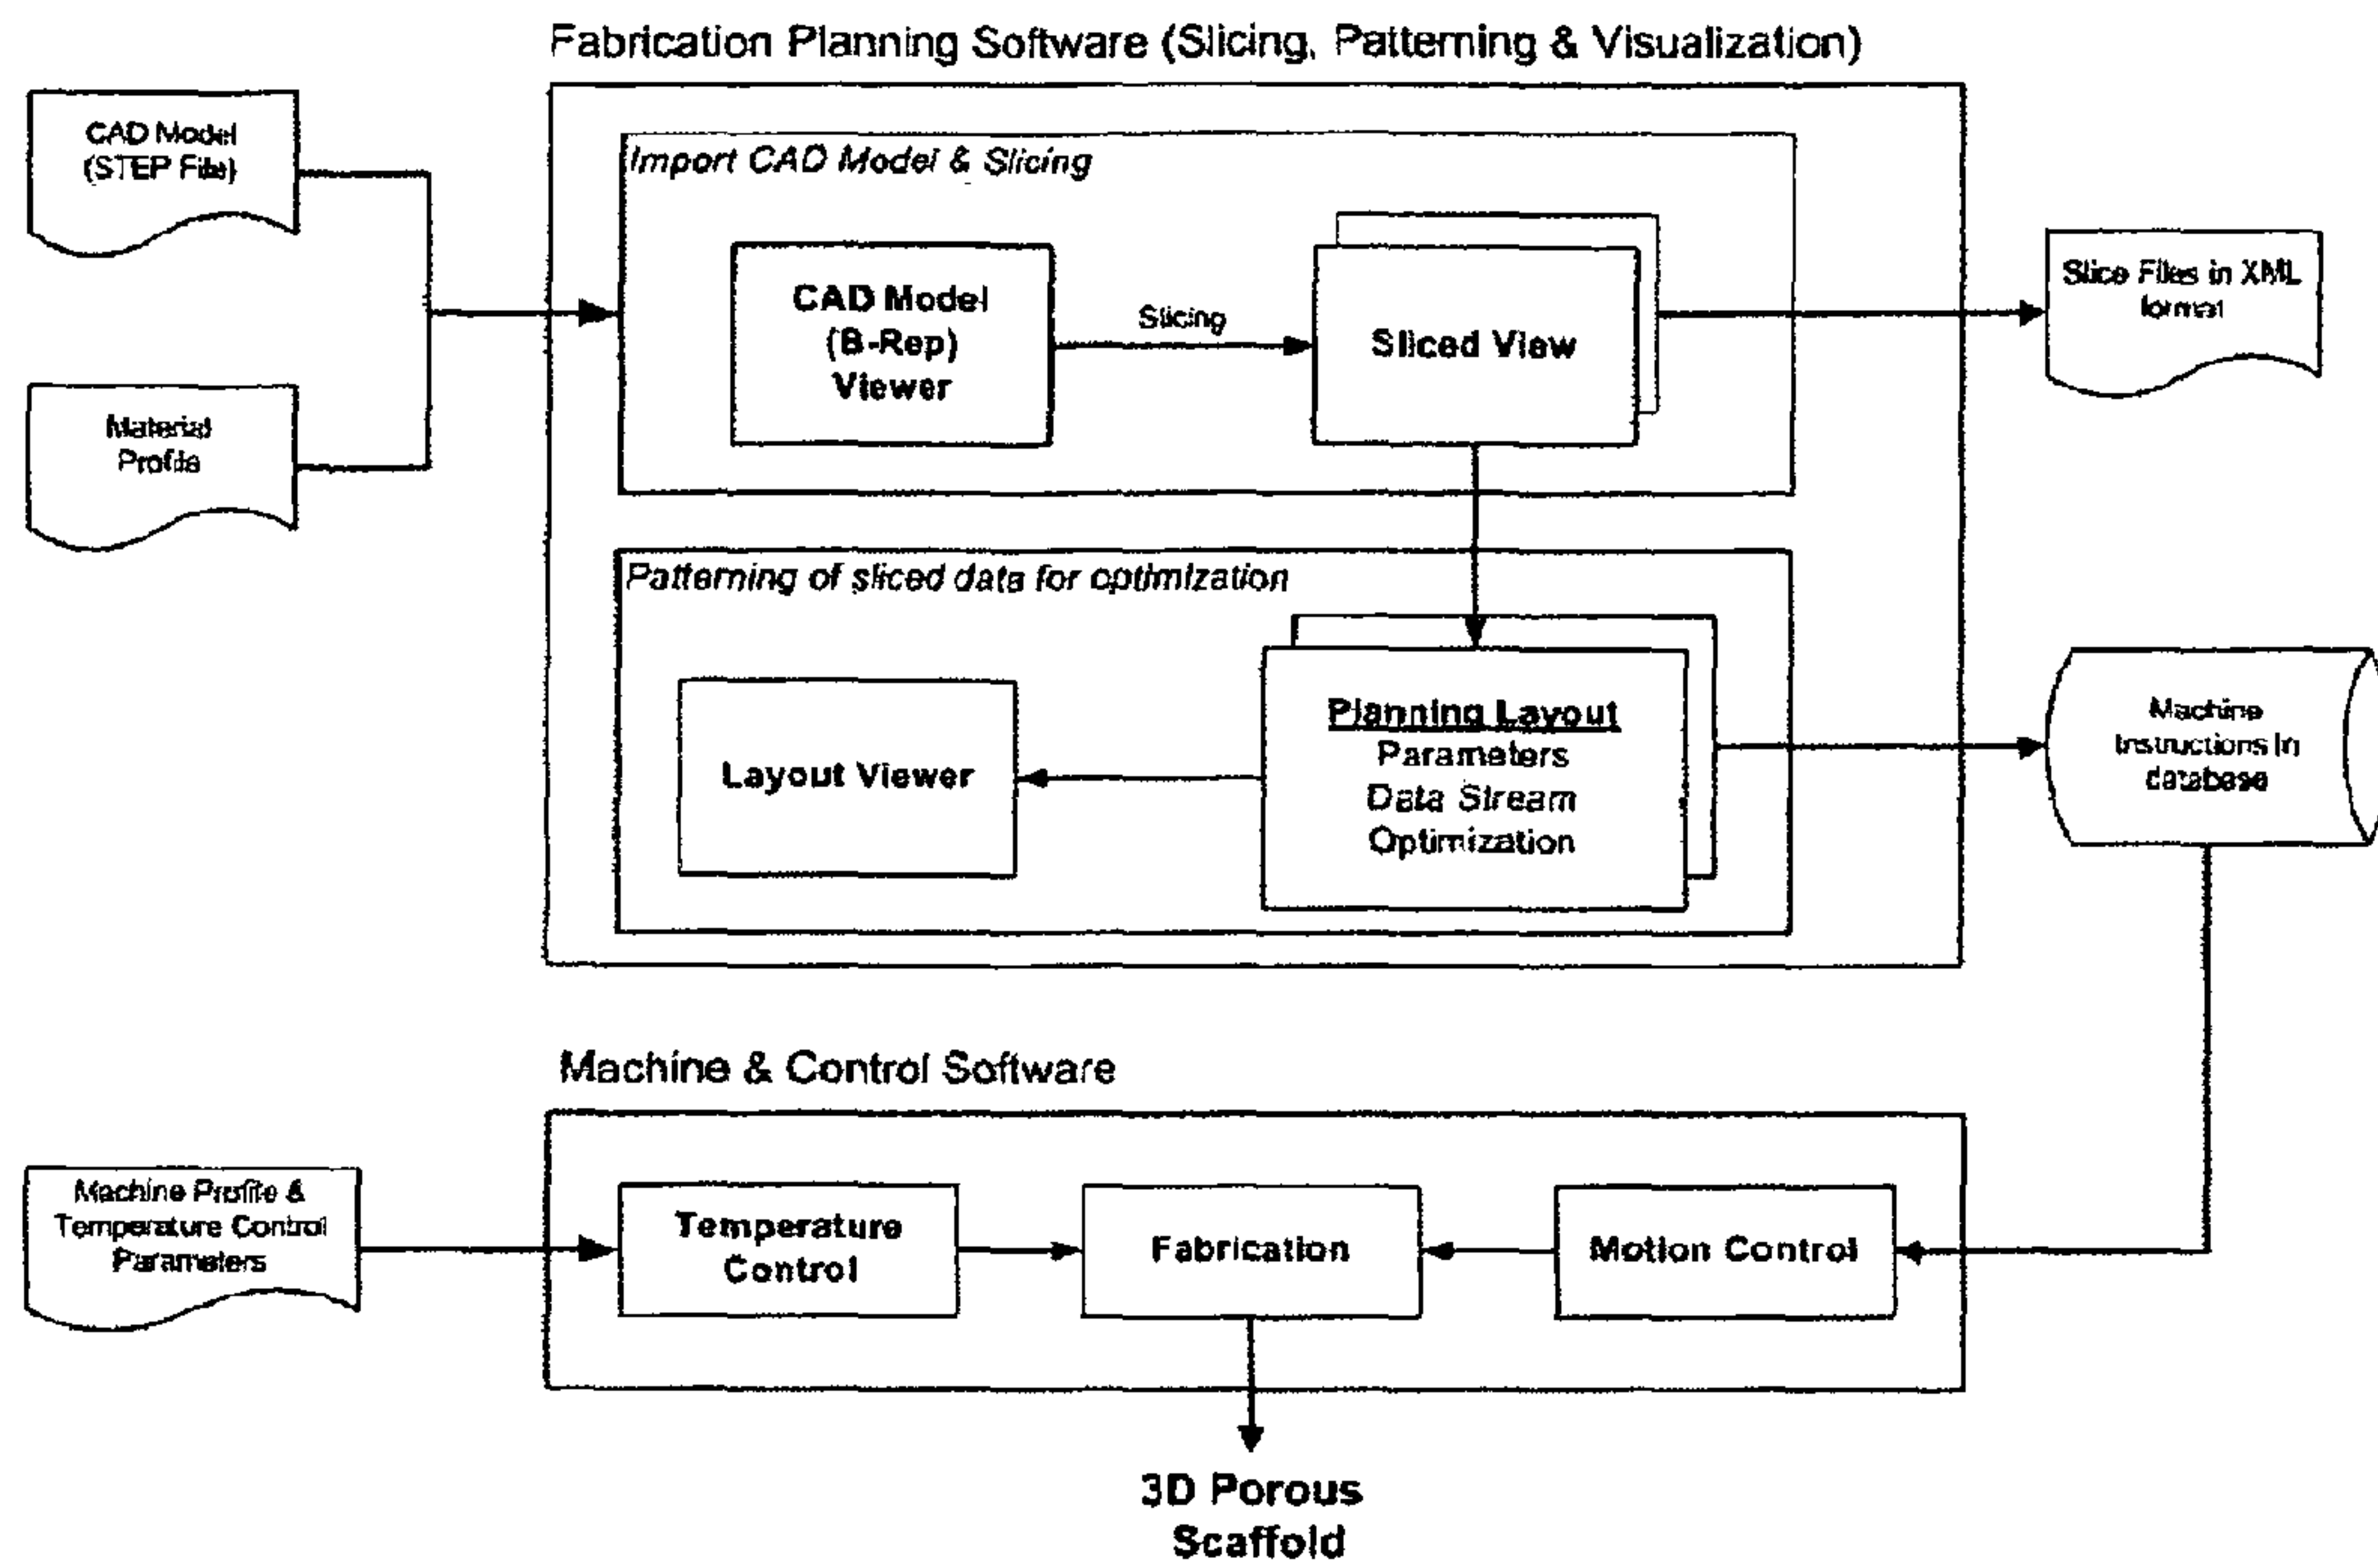 Fabrication Planning Software (Slicing, Patterning & Visualization)
CAD Model
(STEP File)
Import CAD Model & Slicing
CAD Model
(B-Rep)
Viewer
Slicing
Sliced View
Slice Files in XML
format
Material
Profile
Patterning of sliced data for optimization
Layout Viewer
Planning Layout
Parameters
Data Stream
Optimization
Machine
Instructions in
database
Machine & Control Software
Machine Profile &
Temperature Control
Parameters
Temperature
Control
Fabrication
Motion Control
3D Porous
Scaffold